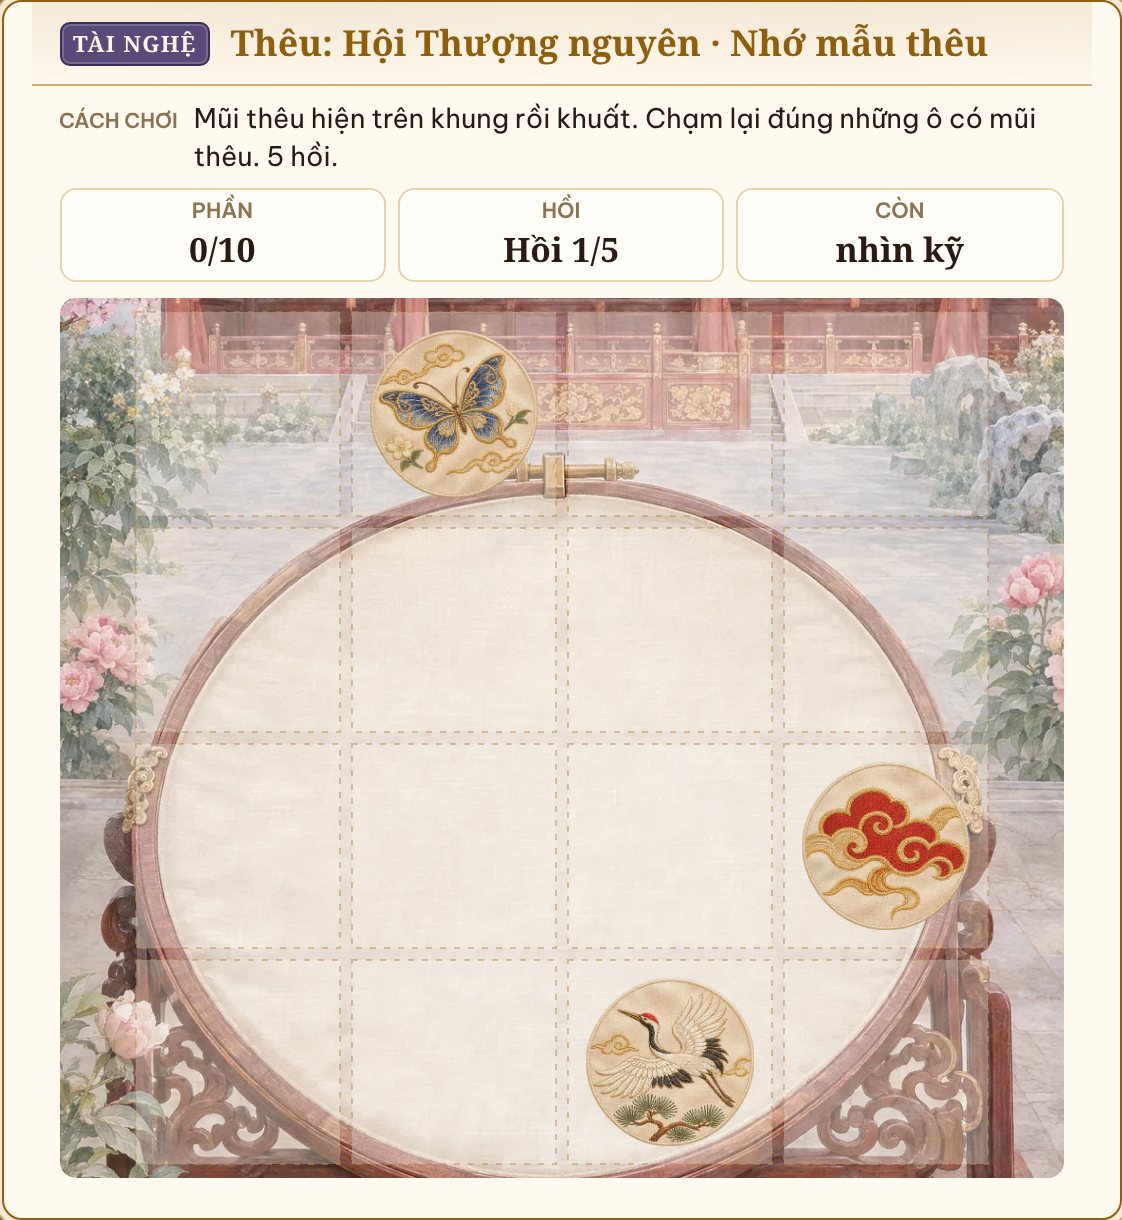 TÀI NGHỆ
Thêu: Hội Thượng nguyên · Nhớ mẫu thêu
CÁCH CHƠI
Mũi thêu hiện trên khung rồi khuất. Chạm lại đúng những ô có mũi
thêu. 5 hồi.
PHẦN
0/10
HỒI
Hồi 1/5
CÒN
nhìn kỹ